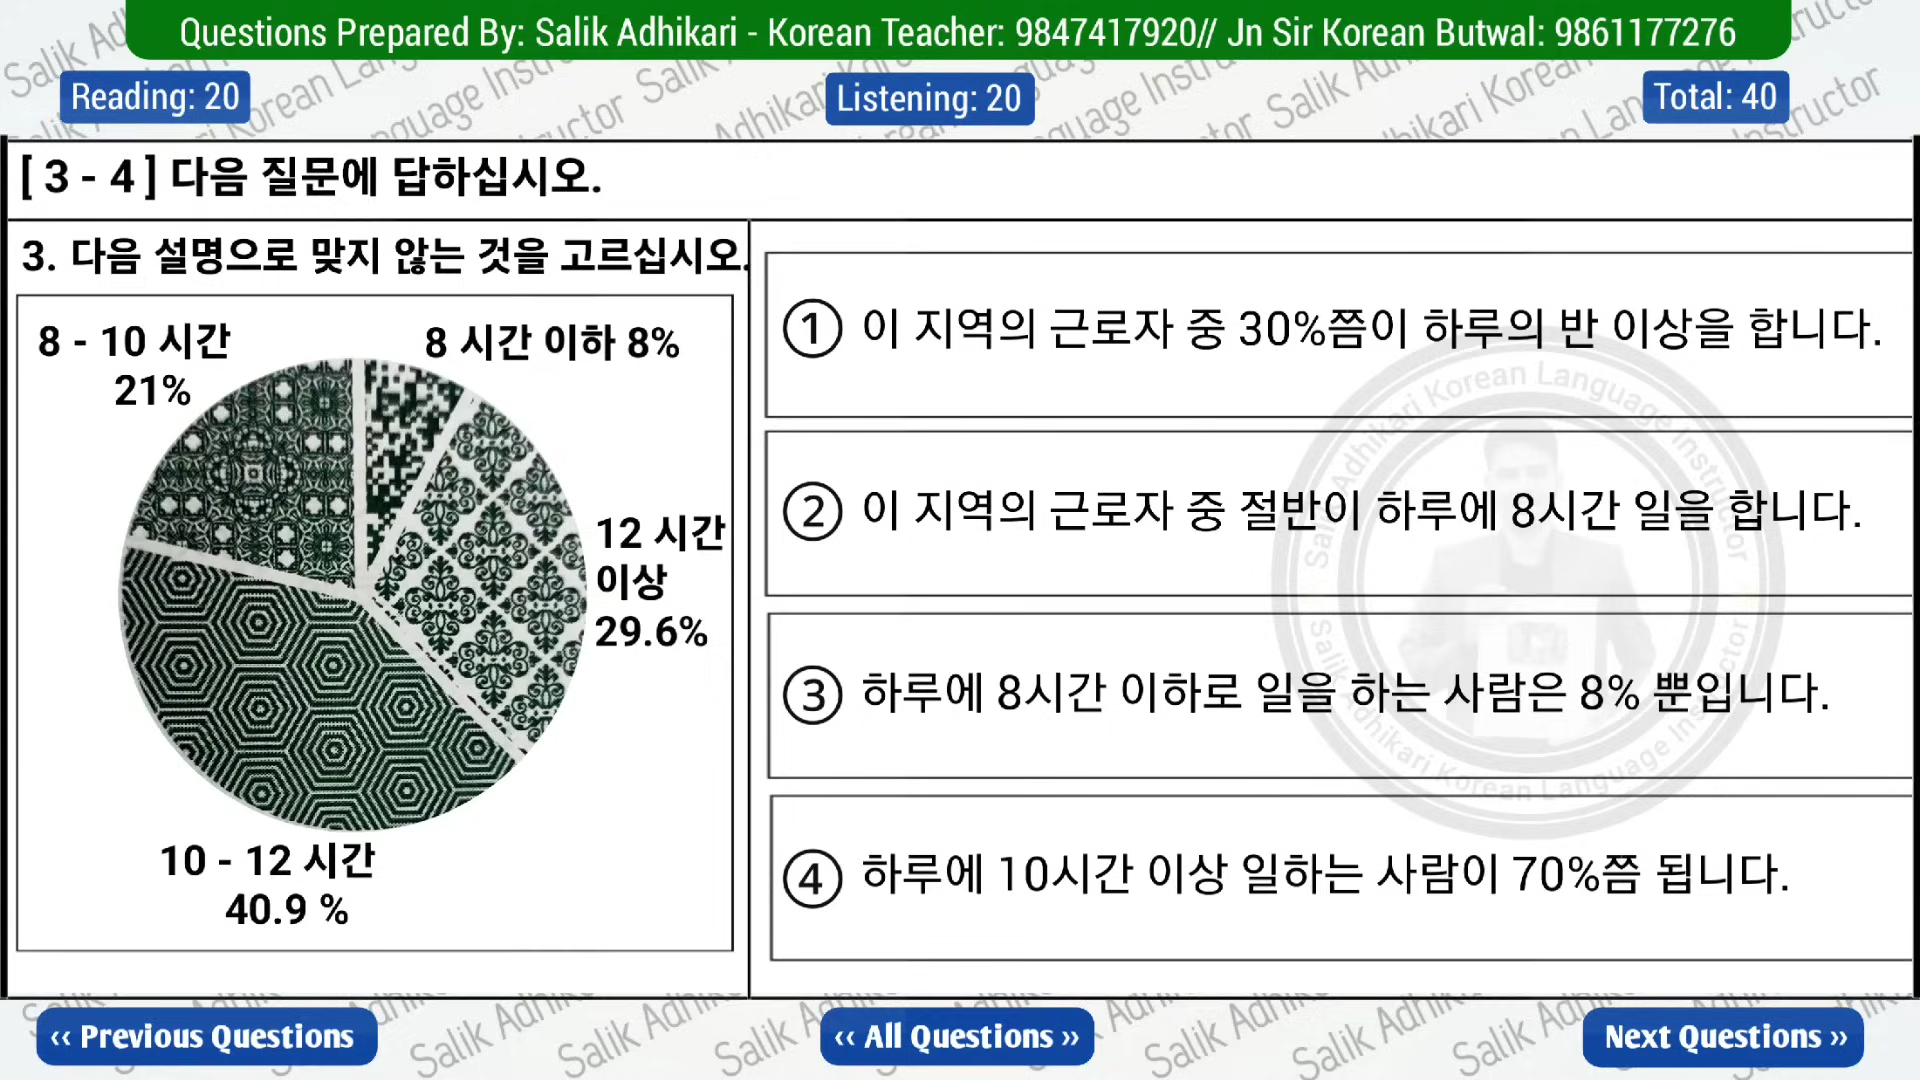 Questions Prepared By: Salik Adhikari - Korean Teacher: 9847417920// Jn Sir Korean Butwal: 9861177276
Reading: 20
Listening: 20
Total: 40
[ 3 - 4 ] 다음 질문에 답하십시오.
3. 다음 설명으로 맞지 않는 것을 고르십시오.
8 - 10 시간
21%
8 시간 이하 8%
12 시간
이상
29.6%
10 - 12 시간
40.9 %
① 이 지역의 근로자 중 30%쯤이 하루의 반 이상을 합니다.
② 이 지역의 근로자 중 절반이 하루에 8시간 일을 합니다.
③ 하루에 8시간 이하로 일을 하는 사람은 8% 뿐입니다.
④ 하루에 10시간 이상 일하는 사람이 70%쯤 됩니다.
Salik Adhikari Korean Language Instructor
‹‹ Previous Questions
‹‹ All Questions ››
Next Questions ››